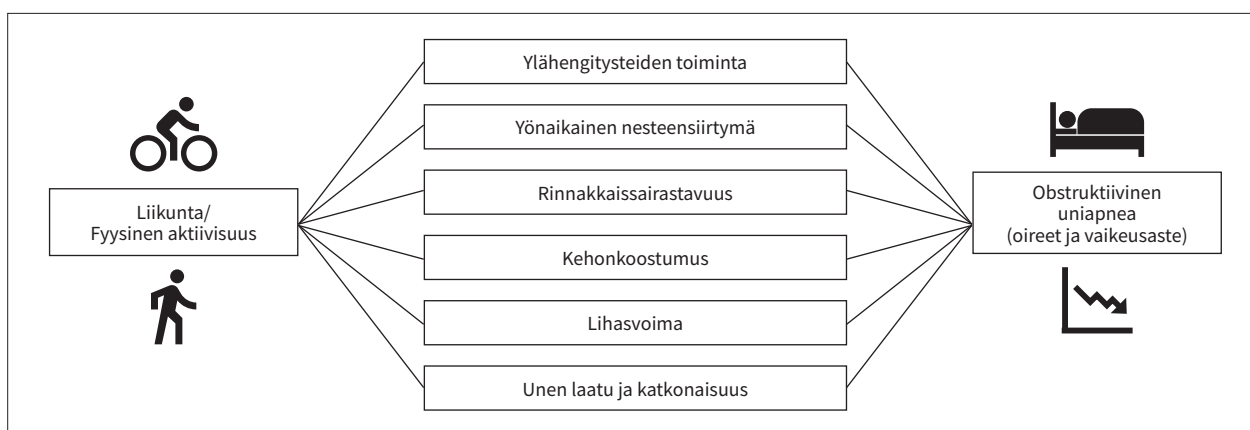 Liikunta/
Fyysinen aktiivisuus
Ylähengitysteiden toiminta
Yönaikainen nesteensiirtymä
Rinnakkaissairastavuus
Kehonkoostumus
Lihasvoima
Unen laatu ja katkonaisuus
Obstruktiivinen
uniapnea
(oireet ja vaikeusaste)